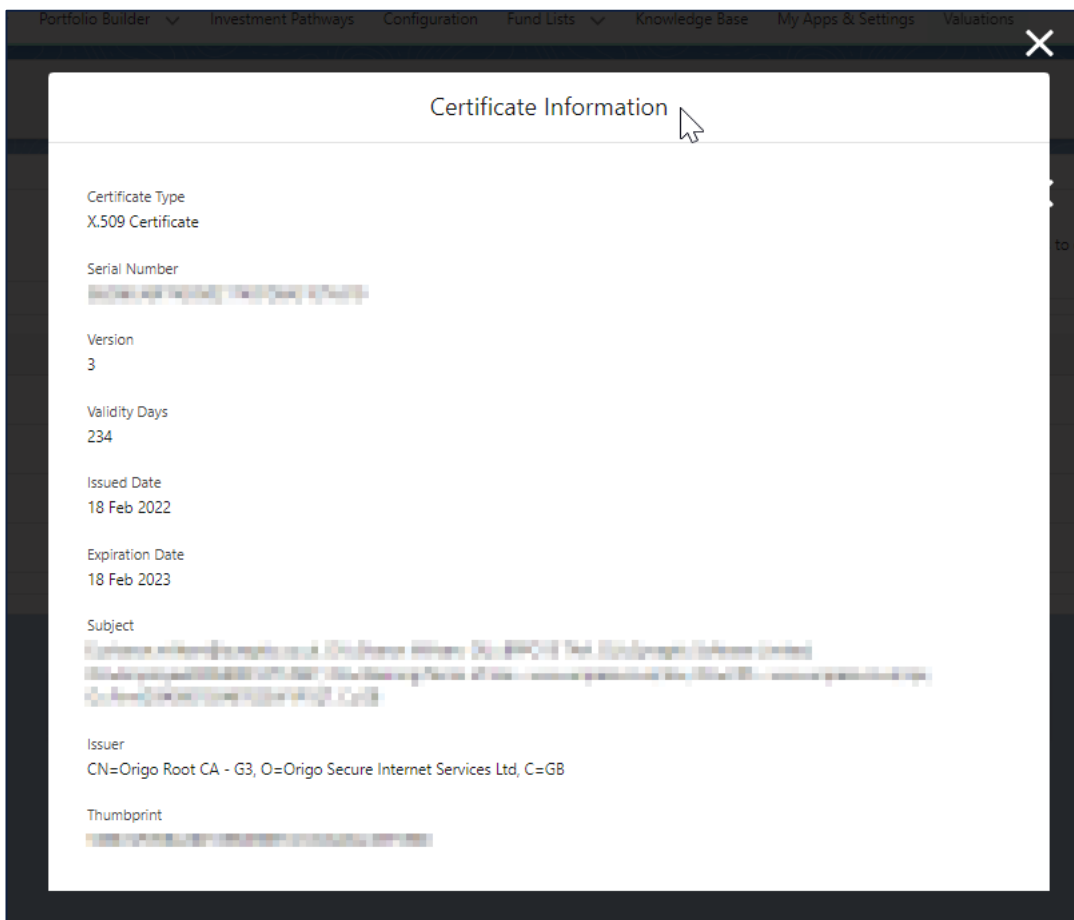 Portfolio Builder Investment Pathways Configuration Fund Lists Knowledge Base My Apps & Settings Valuations
Certificate Information
Certificate Type
X.509 Certificate
to
Serial Number
Version
3
Validity Days
234
Issued Date
18 Feb 2022
Expiration Date
18 Feb 2023
Subject
Issuer
CN=Origo Root CA - G3, O=Origo Secure Internet Services Ltd, C=GB
Thumbprint